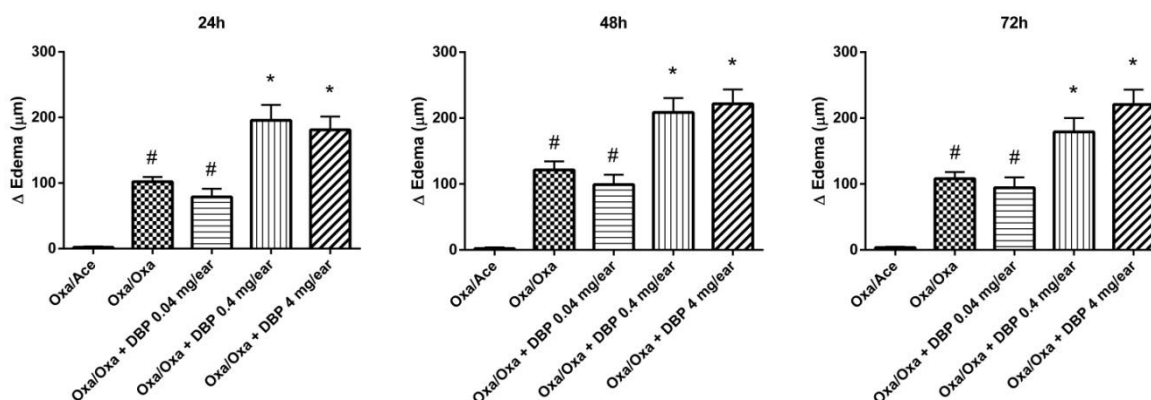 24h
Δ Edema (μm)
300
200
100
0
#
#
*
*
Oxa/Ace
Oxa/Oxa
Oxa/Oxa + DBP 0.04 mg/ear
Oxa/Oxa + DBP 0.4 mg/ear
Oxa/Oxa + DBP 4 mg/ear
48h
Δ Edema (μm)
300
200
100
0
#
#
*
*
Oxa/Ace
Oxa/Oxa
Oxa/Oxa + DBP 0.04 mg/ear
Oxa/Oxa + DBP 0.4 mg/ear
Oxa/Oxa + DBP 4 mg/ear
72h
Δ Edema (μm)
300
200
100
0
#
#
*
*
Oxa/Ace
Oxa/Oxa
Oxa/Oxa + DBP 0.04 mg/ear
Oxa/Oxa + DBP 0.4 mg/ear
Oxa/Oxa + DBP 4 mg/ear